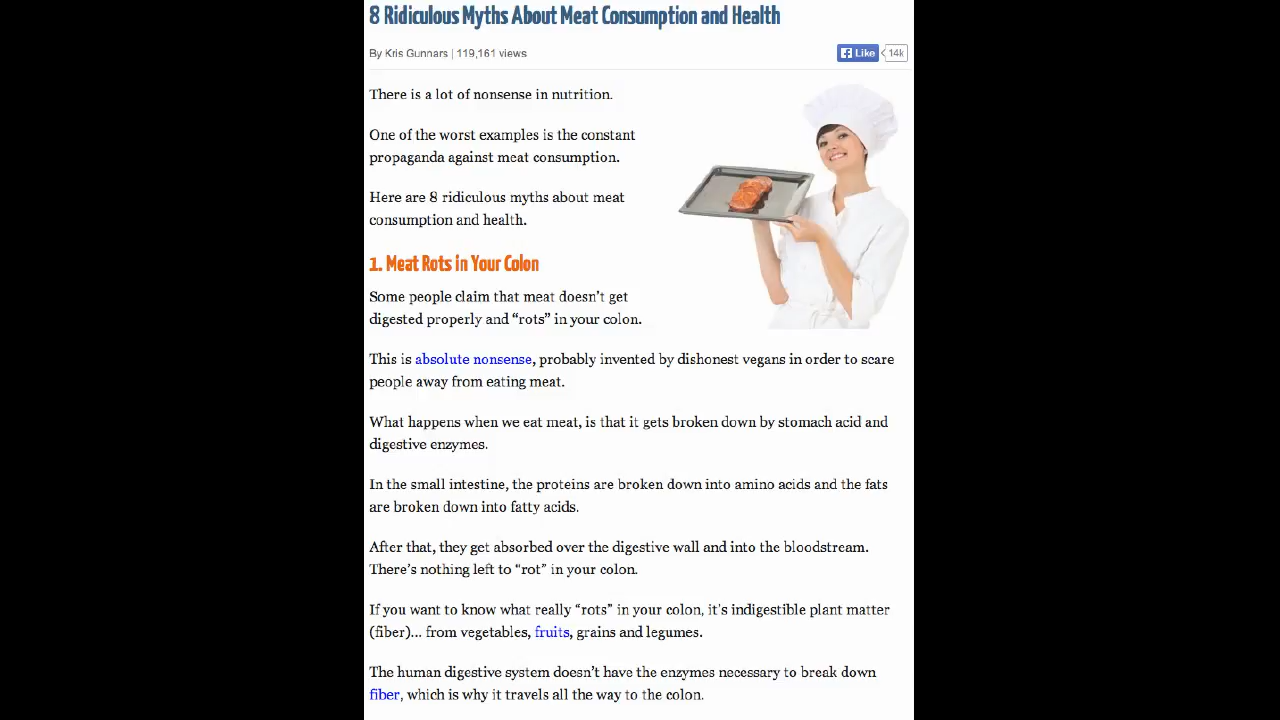 8 Ridiculous Myths About Meat Consumption and Health
By Kris Gunnars | 119,161 views
Like
14k
There is a lot of nonsense in nutrition.
One of the worst examples is the constant
propaganda against meat consumption.
Here are 8 ridiculous myths about meat
consumption and health.
1. Meat Rots in Your Colon
Some people claim that meat doesn't get
digested properly and “rots” in your colon.
This is absolute nonsense, probably invented by dishonest vegans in order to scare
people away from eating meat.
What happens when we eat meat, is that it gets broken down by stomach acid and
digestive enzymes.
In the small intestine, the proteins are broken down into amino acids and the fats
are broken down into fatty acids.
After that, they get absorbed over the digestive wall and into the bloodstream.
There's nothing left to “rot” in your colon.
If you want to know what really “rots” in your colon, it's indigestible plant matter
(fiber)... from vegetables, fruits, grains and legumes.
The human digestive system doesn't have the enzymes necessary to break down
fiber, which is why it travels all the way to the colon.